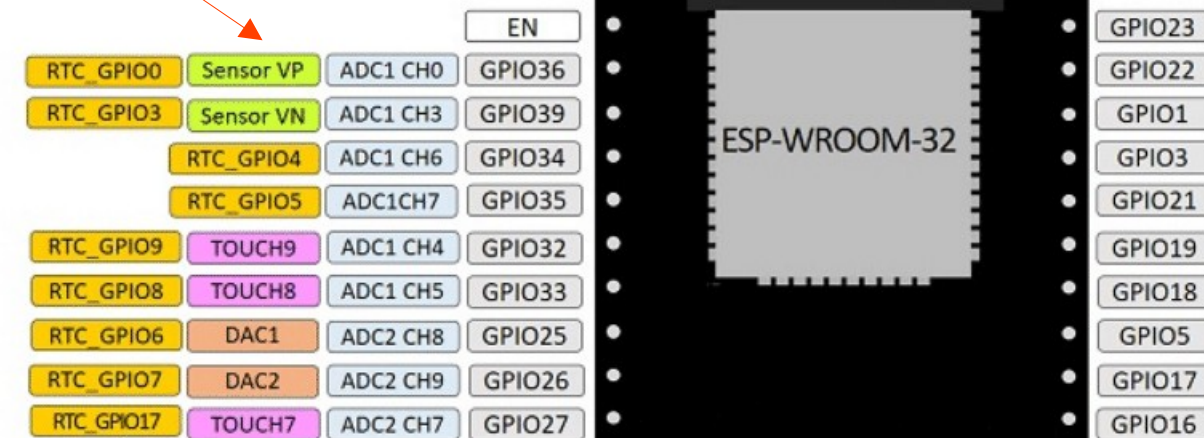 EN GPIO23
RTC_GPIO0 Sensor VP ADC1 CH0 GPIO36 GPIO22
RTC_GPIO3 Sensor VN ADC1 CH3 GPIO39 GPIO1
ESP-WROOM-32
RTC_GPIO4 ADC1 CH6 GPIO34 GPIO3
RTC_GPIO5 ADC1CH7 GPIO35 GPIO21
RTC_GPIO9 TOUCH9 ADC1 CH4 GPIO32 GPIO19
RTC_GPIO8 TOUCH8 ADC1 CH5 GPIO33 GPIO18
RTC_GPIO6 DAC1 ADC2 CH8 GPIO25 GPIO5
RTC_GPIO7 DAC2 ADC2 CH9 GPIO26 GPIO17
RTC_GPIO17 TOUCH7 ADC2 CH7 GPIO27 GPIO16